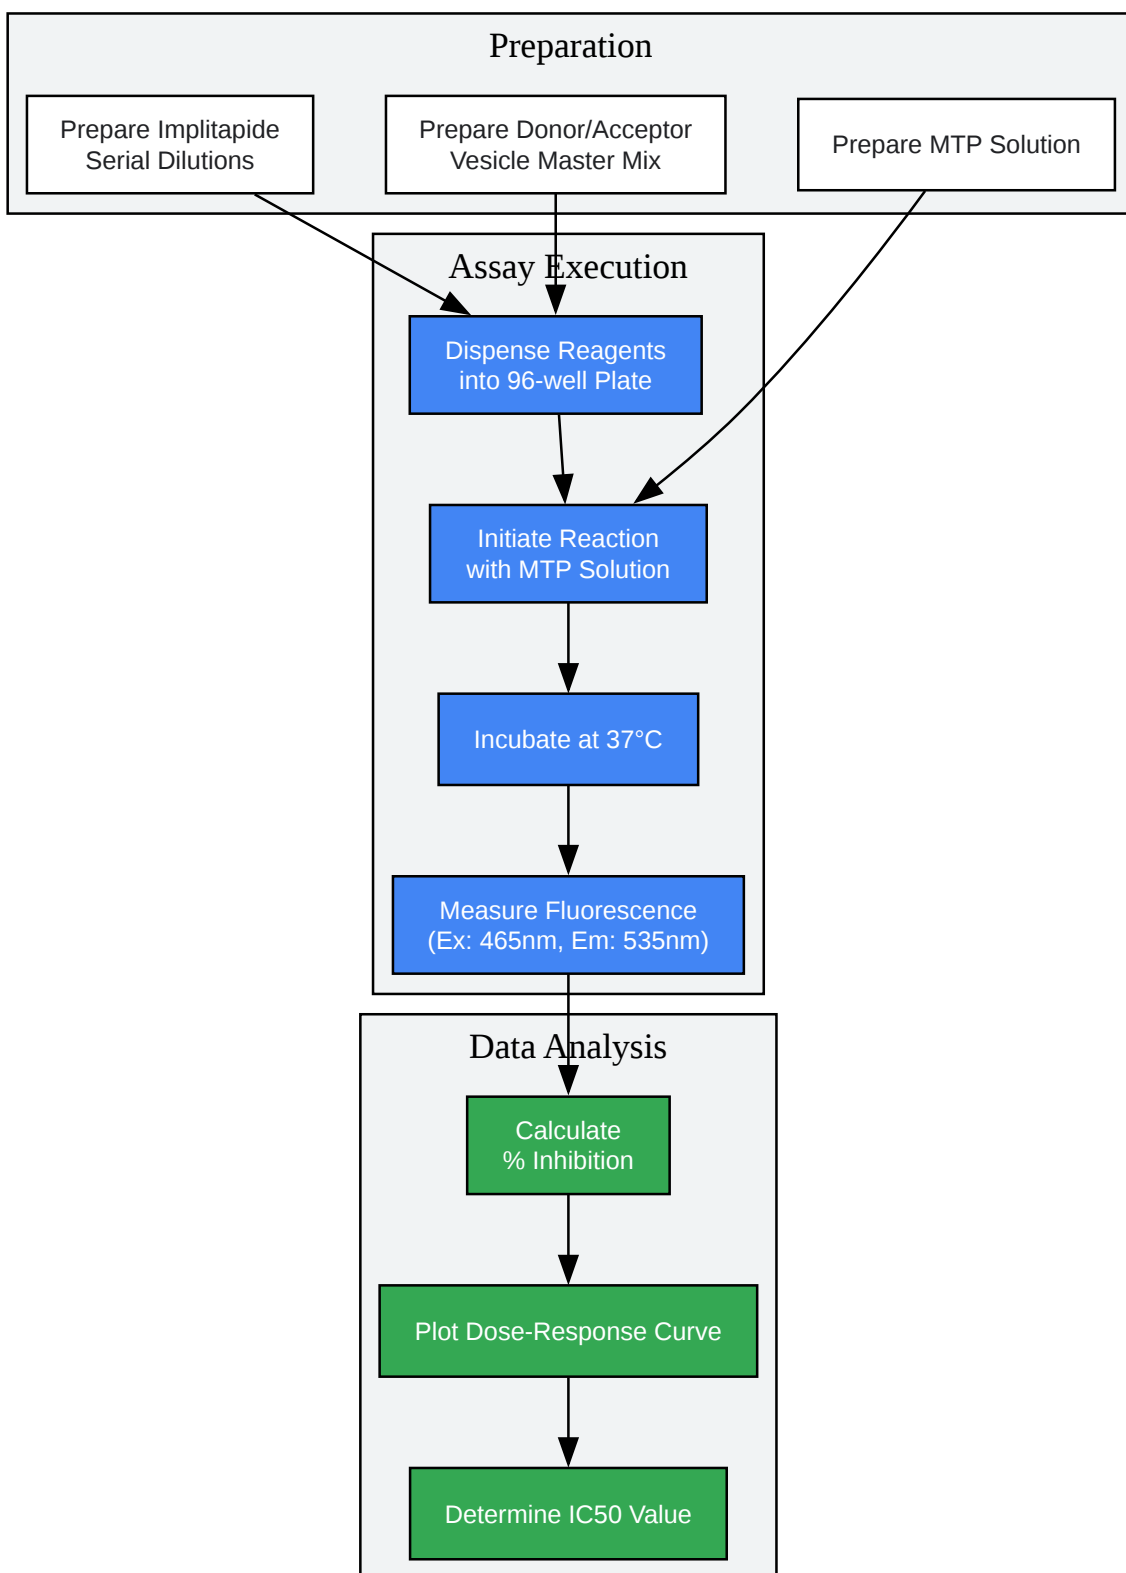 Preparation
Prepare Implitapide
Serial Dilutions
Prepare Donor/Acceptor
Vesicle Master Mix
Prepare MTP Solution
Assay Execution
Dispense Reagents
into 96-well Plate
Initiate Reaction
with MTP Solution
Incubate at 37°C
Measure Fluorescence
(Ex: 465nm, Em: 535nm)
Data Analysis
Calculate
% Inhibition
Plot Dose-Response Curve
Determine IC50 Value